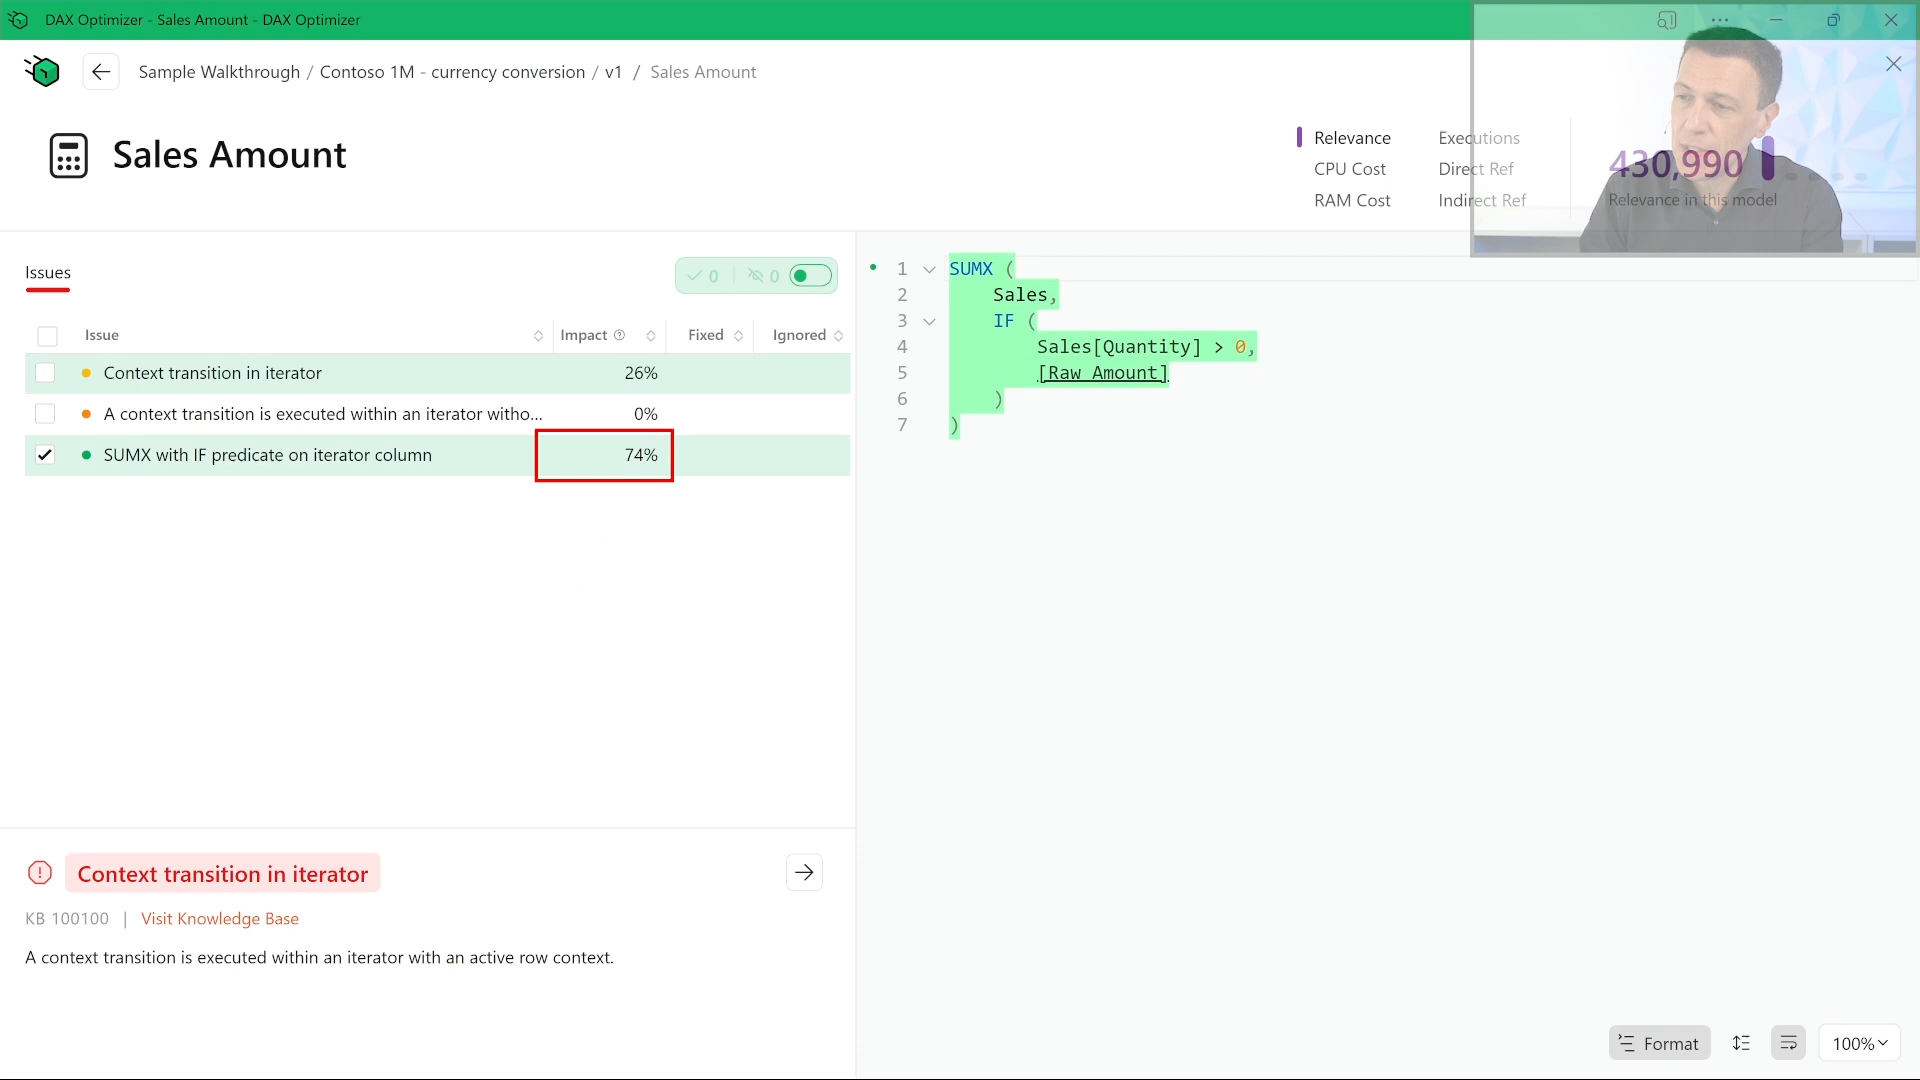 DAX Optimizer - Sales Amount - DAX Optimizer
Sample Walkthrough / Contoso 1M - currency conversion / v1 / Sales Amount
Sales Amount
Relevance Executions
CPU Cost Direct Ref
RAM Cost Indirect Ref
430,990
Relevance in this model
Issues
0 0
Issue Impact Fixed Ignored
Context transition in iterator 26%
A context transition is executed within an iterator witho... 0%
SUMX with IF predicate on iterator column 74%
1 SUMX (
2 Sales,
3 IF (
4 Sales[Quantity] > 0,
5 [Raw Amount]
6 )
7 )
Context transition in iterator
KB 100100 | Visit Knowledge Base
A context transition is executed within an iterator with an active row context.
Format 100%